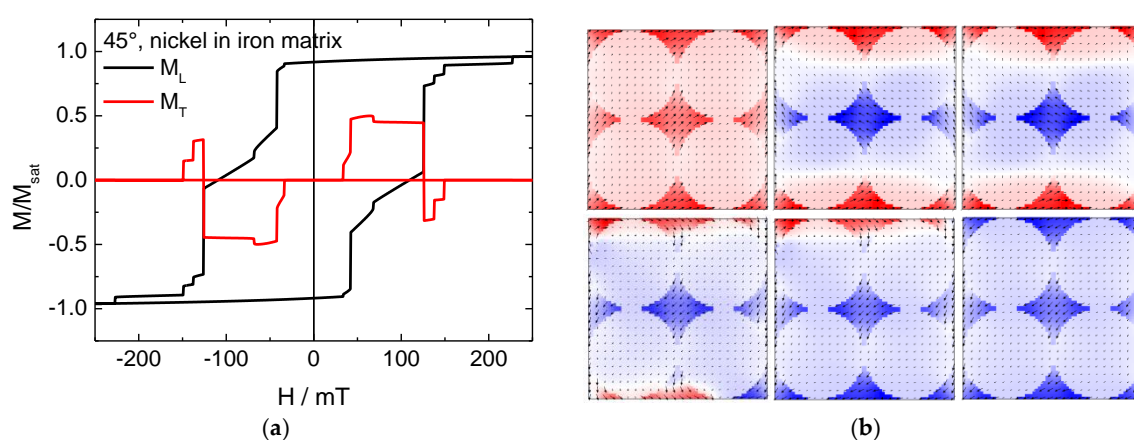 45°, nickel in iron matrix
M_L
M_T
1.0
0.5
0.0
-0.5
-1.0
M/M_sat
-200 -100 0 100 200
H / mT
(a) (b)